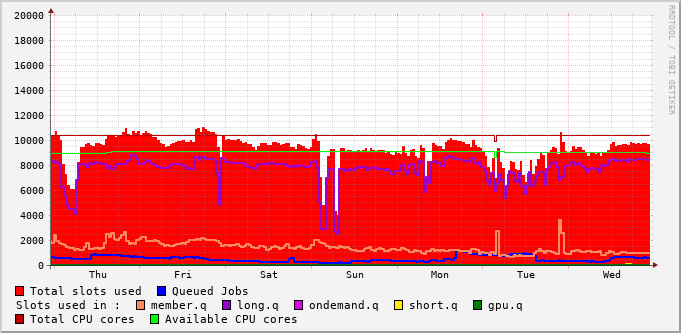 20000
18000
16000
14000
12000
10000
8000
6000
4000
2000
0
Thu Fri Sat Sun Mon Tue Wed
RRDTOOL / TOBI OETIKER
Total slots used Queued Jobs
Slots used in : member.q long.q ondemand.q short.q gpu.q
Total CPU cores Available CPU cores